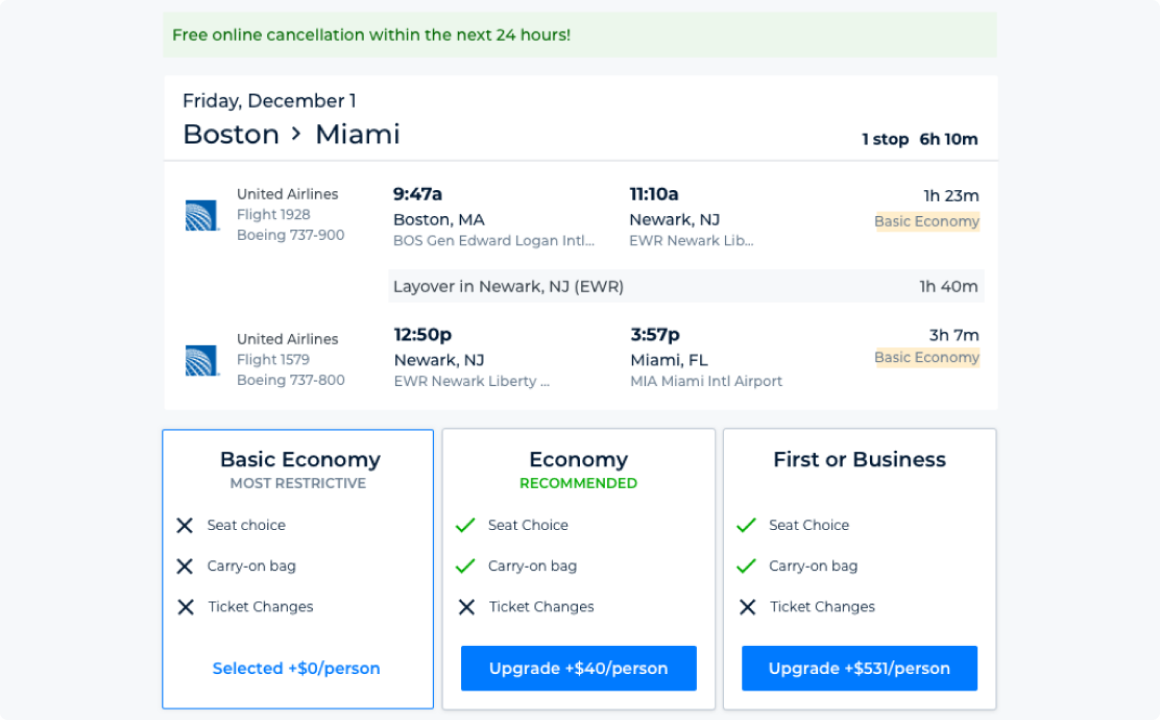 Free online cancellation within the next 24 hours!
Friday, December 1
Boston > Miami
1 stop 6h 10m
United Airlines
Flight 1928
Boeing 737-900
9:47a
Boston, MA
BOS Gen Edward Logan Intl...
11:10a
Newark, NJ
EWR Newark Lib...
1h 23m
Basic Economy
Layover in Newark, NJ (EWR)
1h 40m
United Airlines
Flight 1579
Boeing 737-800
12:50p
Newark, NJ
EWR Newark Liberty ...
3:57p
Miami, FL
MIA Miami Intl Airport
3h 7m
Basic Economy
Basic Economy
MOST RESTRICTIVE
Seat choice
Carry-on bag
Ticket Changes
Selected +$0/person
Economy
RECOMMENDED
Seat Choice
Carry-on bag
Ticket Changes
Upgrade +$40/person
First or Business
Seat Choice
Carry-on bag
Ticket Changes
Upgrade +$531/person